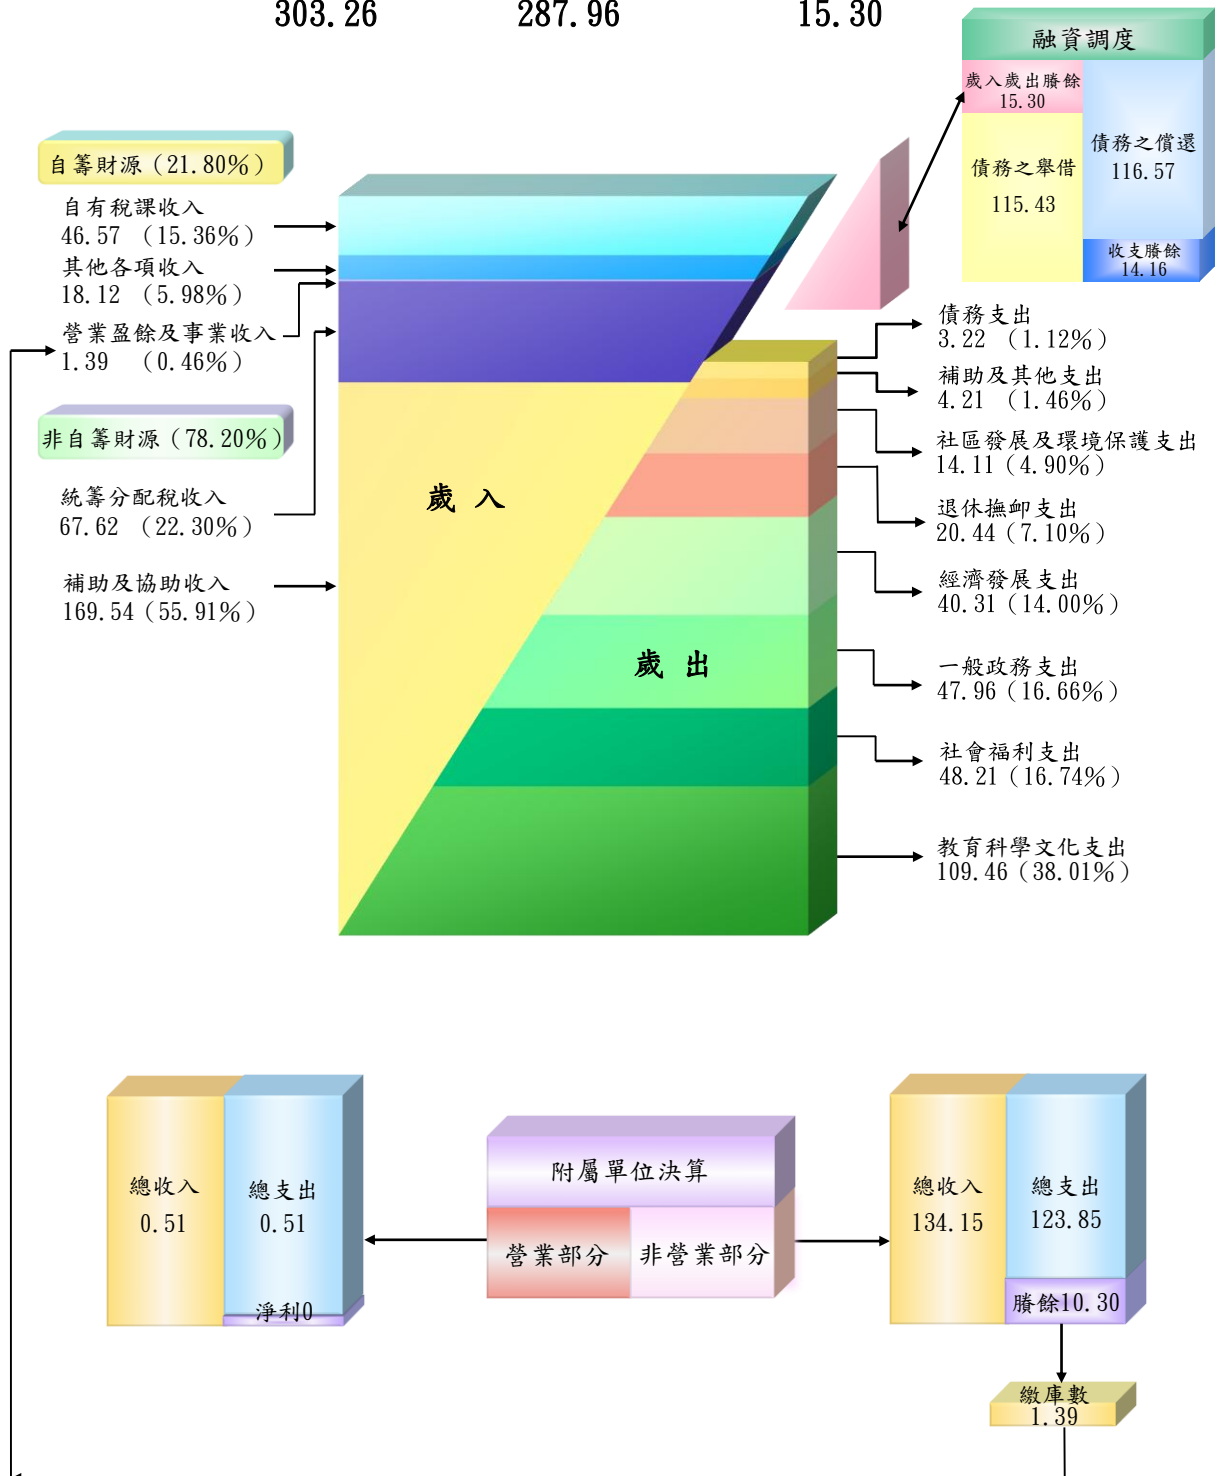 303.26 287.96 15.30
融資調度
歲入歲出賸餘
15.30
債務之舉借
115.43
債務之償還
116.57
收支賸餘
14.16
自籌財源（21.80%）
自有稅課收入
46.57 （15.36%）
其他各項收入
18.12 （5.98%）
營業盈餘及事業收入
1.39 （0.46%）
非自籌財源（78.20%）
統籌分配稅收入
67.62 （22.30%）
補助及協助收入
169.54（55.91%）
歲 入
歲 出
債務支出
3.22 （1.12%）
補助及其他支出
4.21 （1.46%）
社區發展及環境保護支出
14.11（4.90%）
退休撫卹支出
20.44（7.10%）
經濟發展支出
40.31（14.00%）
一般政務支出
47.96（16.66%）
社會福利支出
48.21（16.74%）
教育科學文化支出
109.46（38.01%）
總收入
0.51
總支出
0.51
淨利0
附屬單位決算
營業部分
非營業部分
總收入
134.15
總支出
123.85
賸餘10.30
繳庫數
1.39